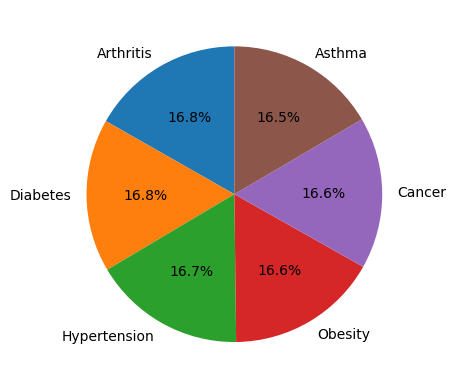 Arthritis
Asthma
16.8%
16.5%
Diabetes
16.8%
16.6%
Cancer
16.7%
16.6%
Hypertension
Obesity